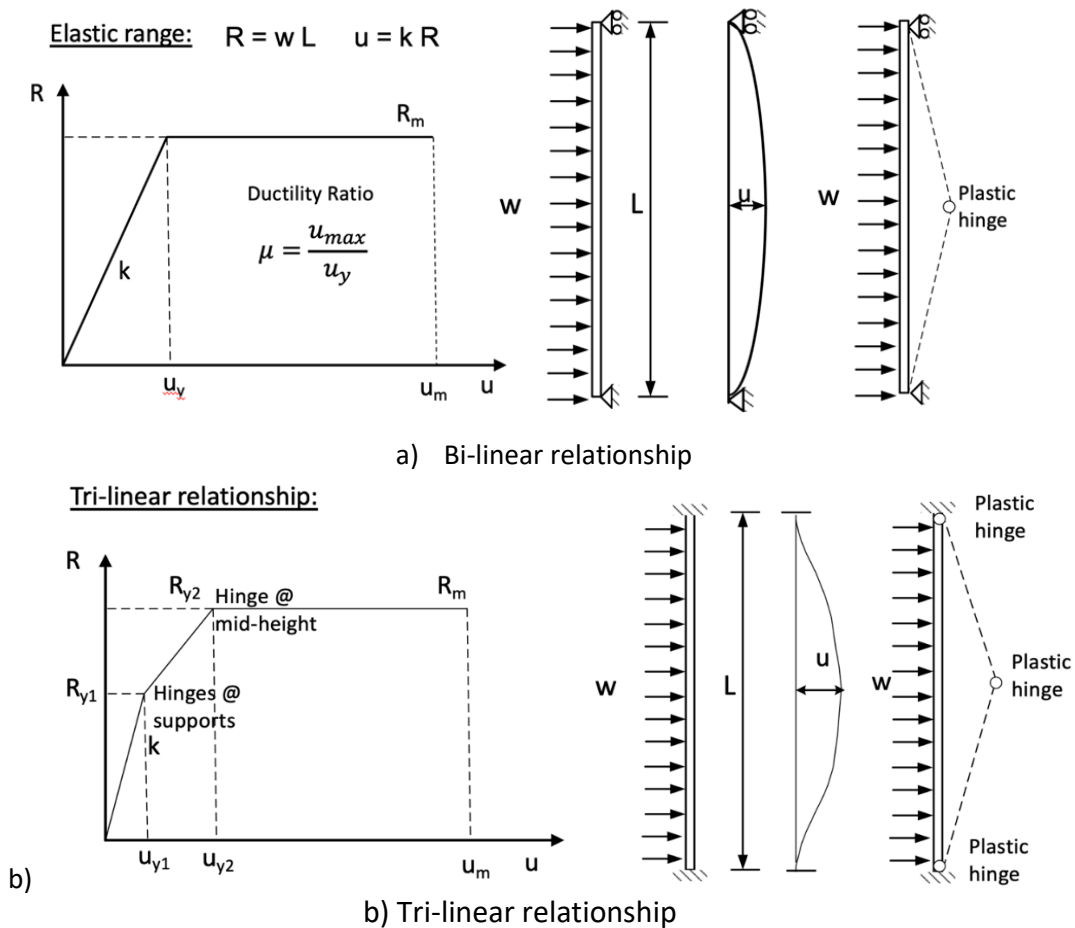 Elastic range: R = w L u = k R
R
R_m
Ductility Ratio
μ = u_max / u_y
k
u_y
u_m
u
w
L
u
w
Plastic
hinge
a) Bi-linear relationship
Tri-linear relationship:
R
R_y2
Hinge @
mid-height
R_m
R_y1
Hinges @
supports
k
u_y1
u_y2
u_m
u
w
L
u
w
Plastic
hinge
Plastic
hinge
Plastic
hinge
b)
b) Tri-linear relationship